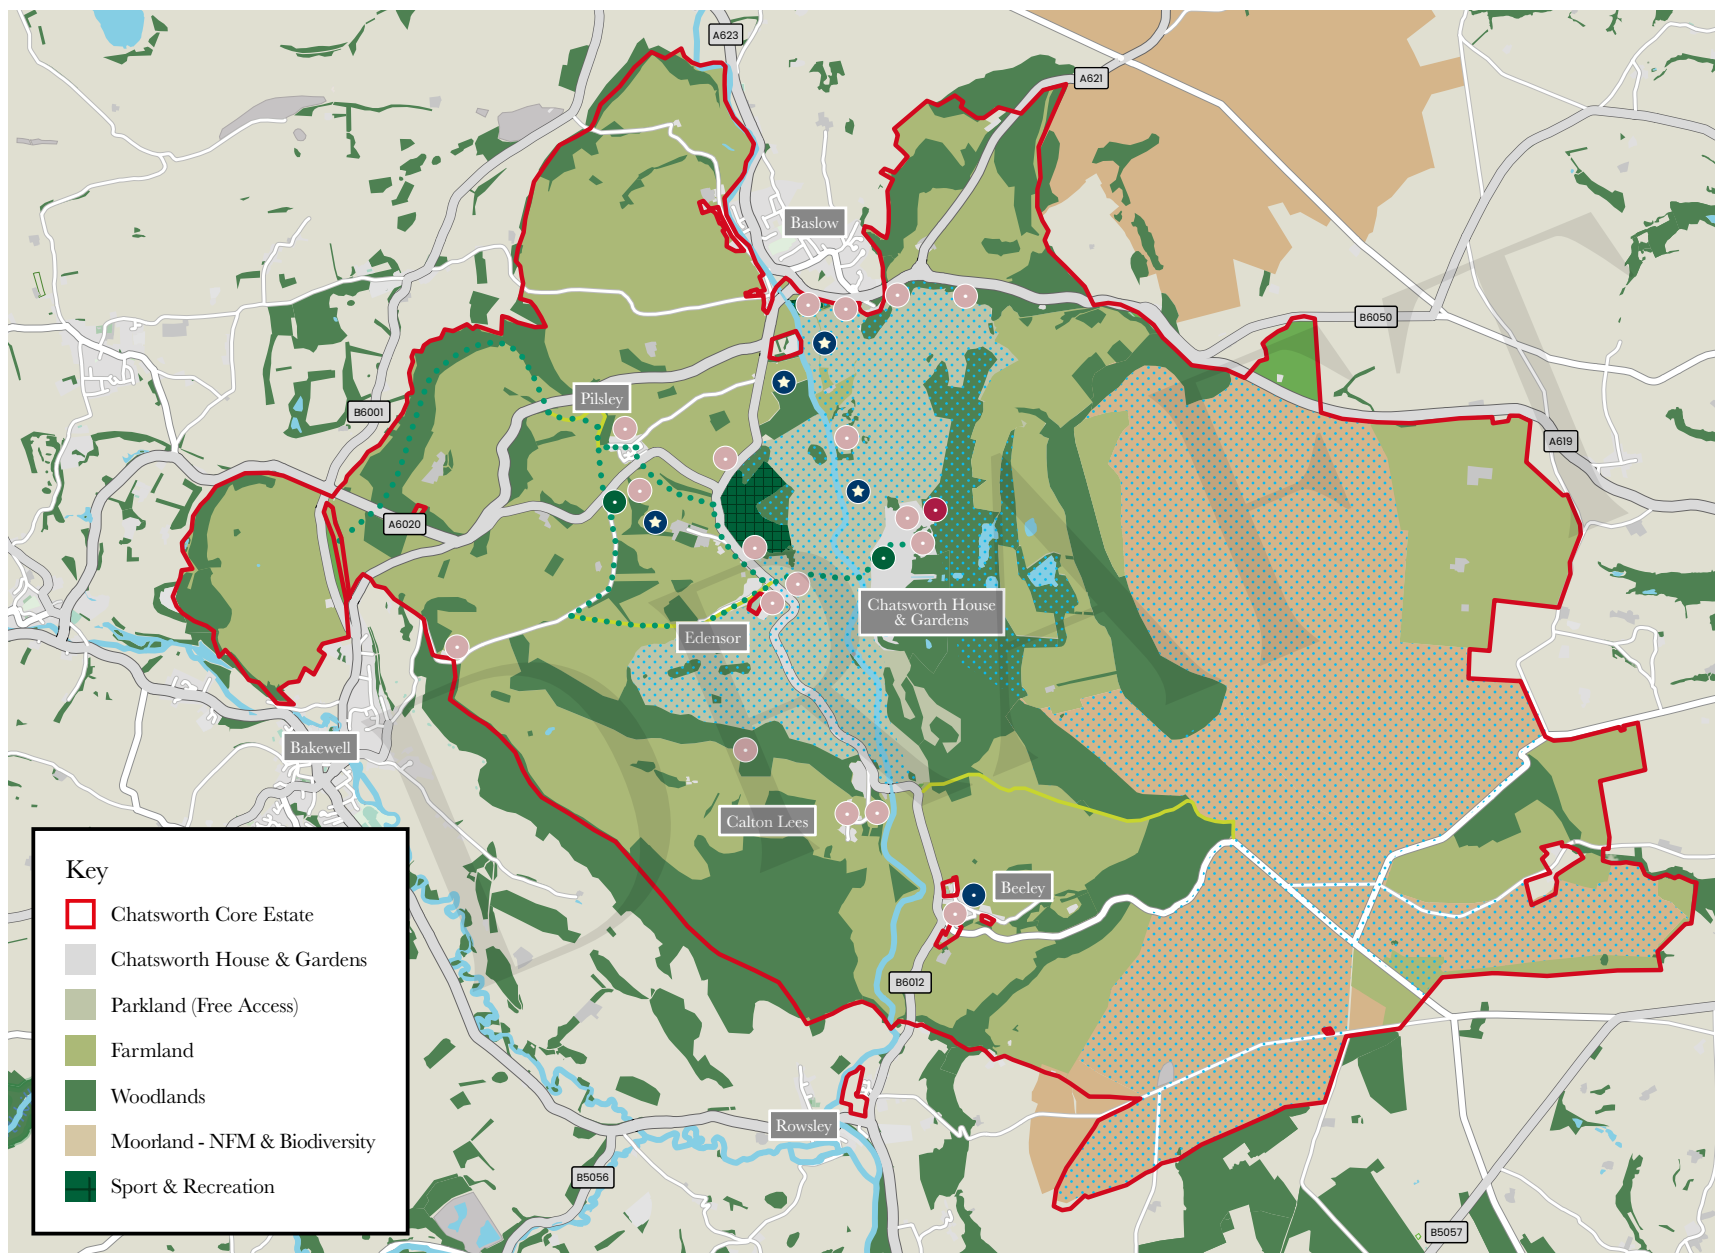 A623
A621
Baslow
B6050
Pilsley
B6001
A619
A6020
Chatsworth House
& Gardens
Edensor
Bakewell
Calton Lees
Beeley
B6012
Rowsley
B5056
B5057
Key
Chatsworth Core Estate
Chatsworth House & Gardens
Parkland (Free Access)
Farmland
Woodlands
Moorland - NFM & Biodiversity
Sport & Recreation
DRAFT